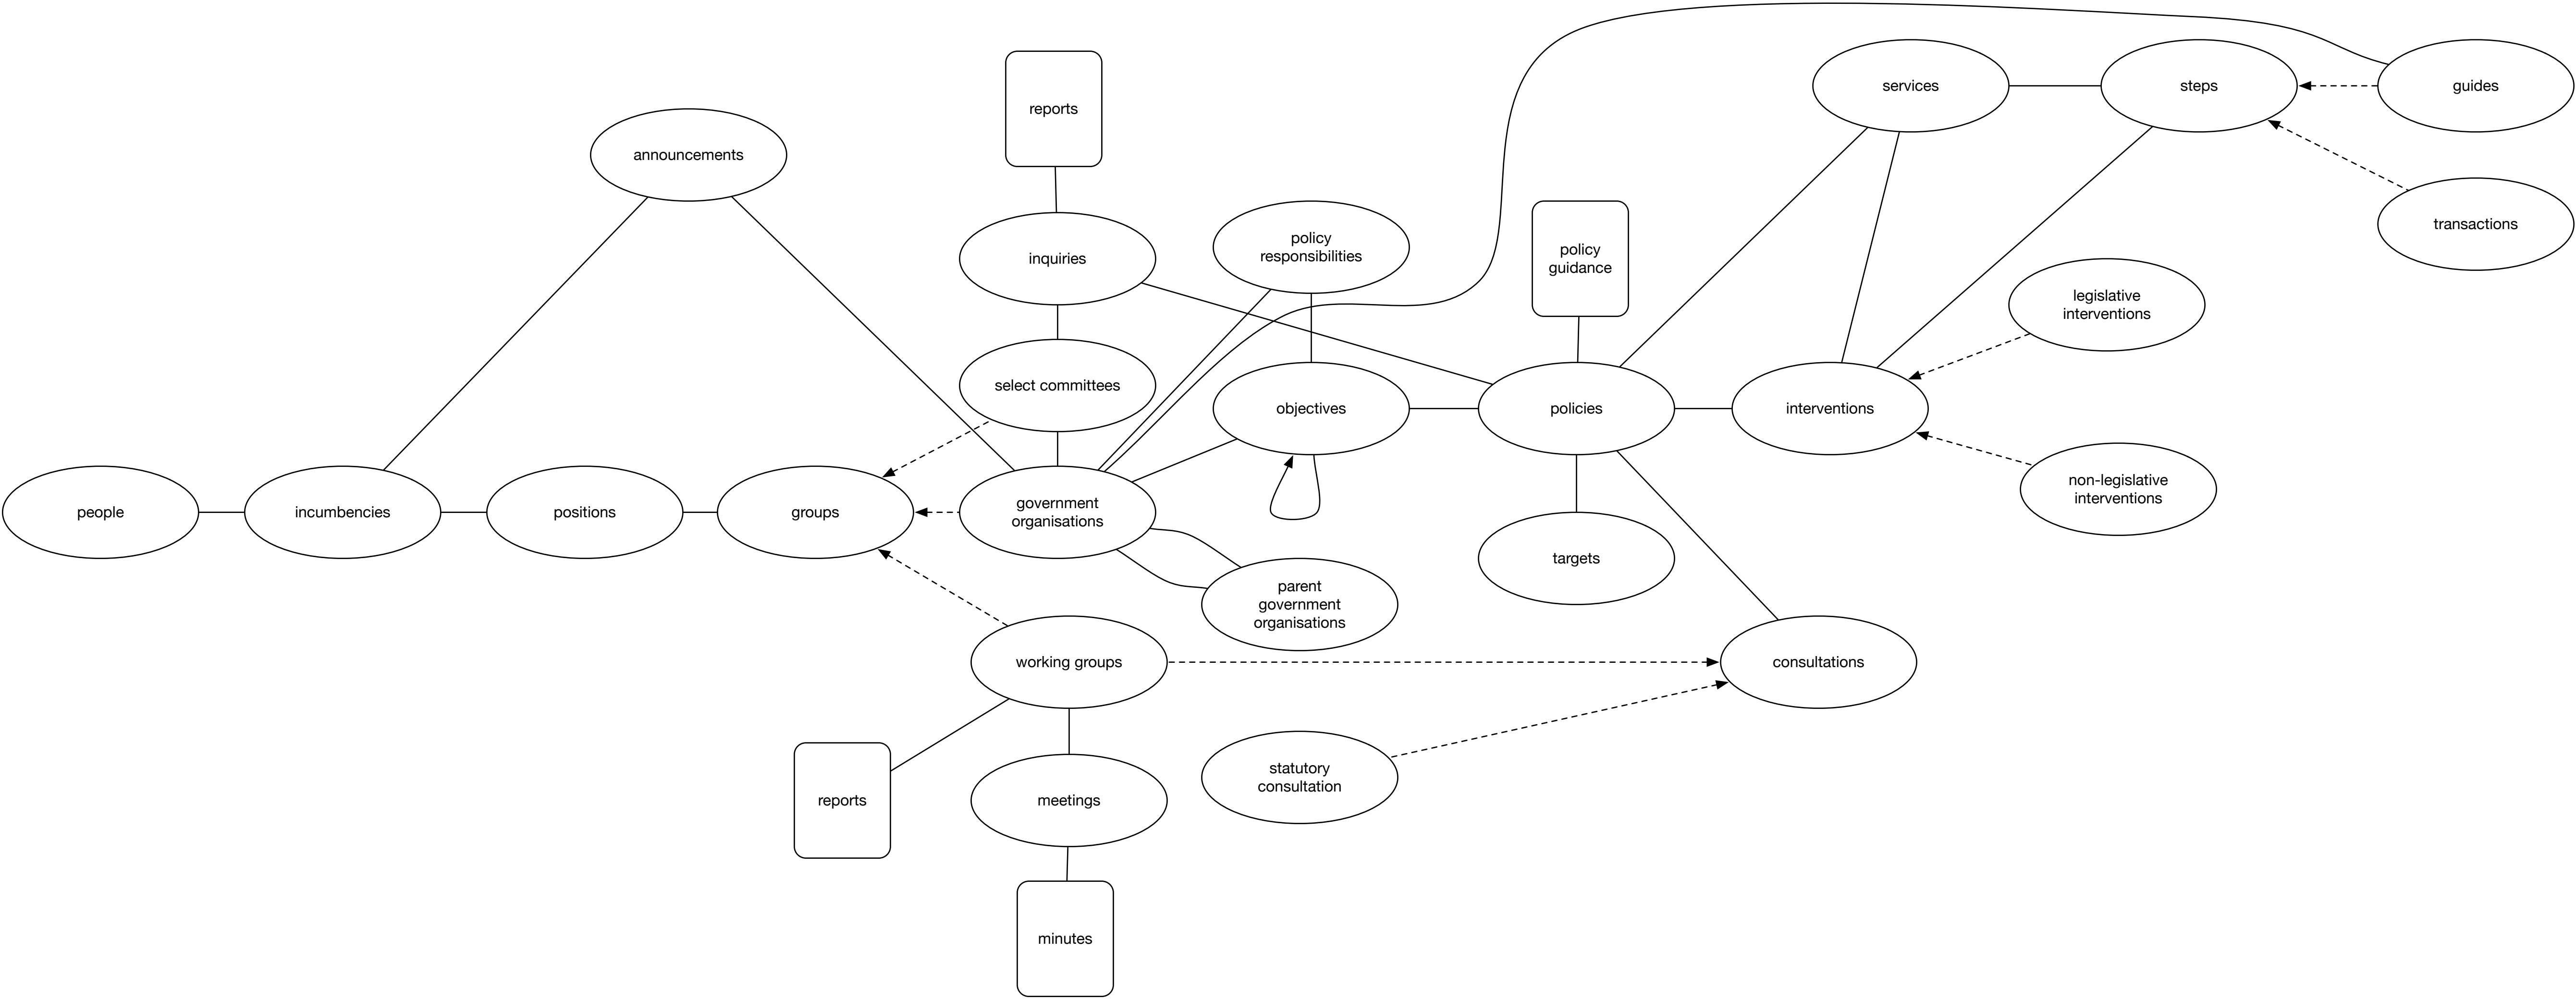 services
steps
guides
reports
announcements
transactions
policy
responsibilities
policy
guidance
inquiries
legislative
interventions
select committees
objectives
policies
interventions
non-legislative
interventions
people
incumbencies
positions
groups
government
organisations
targets
parent
government
organisations
working groups
consultations
statutory
consultation
reports
meetings
minutes